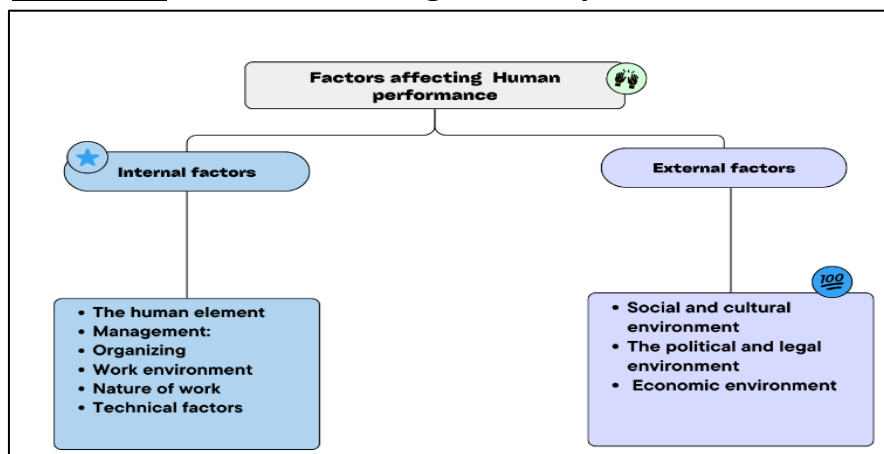 Factors affecting Human
performance
Internal factors
External factors
• The human element
• Management:
• Organizing
• Work environment
• Nature of work
• Technical factors
100
• Social and cultural
environment
• The political and legal
environment
• Economic environment